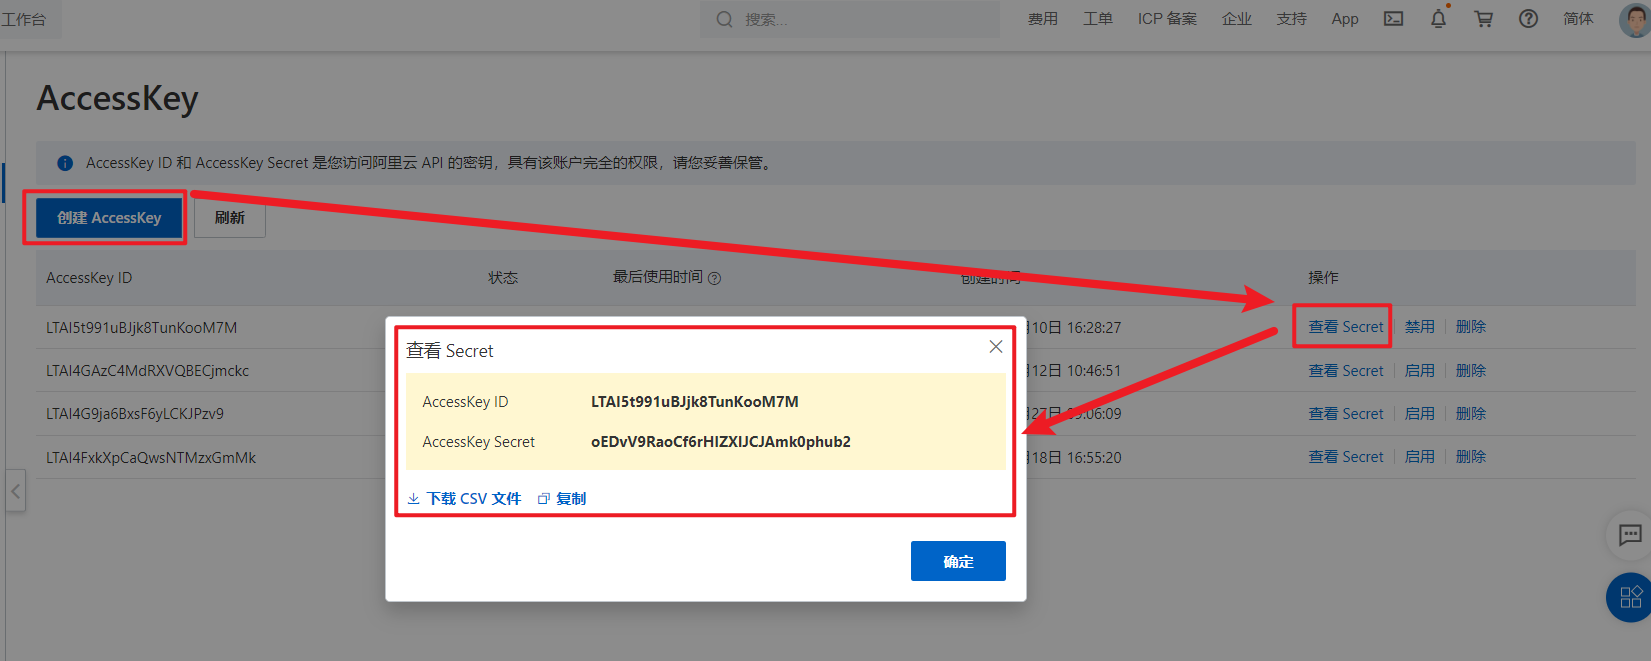 工作台
搜索...
费用 工单 ICP 备案 企业 支持 App 简体
AccessKey
AccessKey ID 和 AccessKey Secret 是您访问阿里云 API 的密钥，具有该账户完全的权限，请您妥善保管。
创建 AccessKey 刷新
AccessKey ID 状态 最后使用时间 创建时间 操作
LTAI5t991uBJjk8TunKooM7M 月10日 16:28:27 查看 Secret 禁用 删除
LTAI4GAzC4MdRXVQBECjmckc 月12日 10:46:51 查看 Secret 启用 删除
LTAI4G9ja6BxsF6yLCKJPzv9 月27日 09:06:09 查看 Secret 启用 删除
LTAI4FxkXpCaQwsNTMzxGmMk 月18日 16:55:20 查看 Secret 启用 删除
查看 Secret
AccessKey ID LTAI5t991uBJjk8TunKooM7M
AccessKey Secret oEDvV9RaoCf6rHIZXIJCJAmk0phub2
下载 CSV 文件 复制
确定